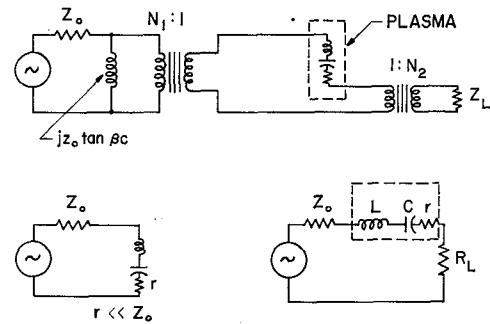 Z₀
N₁:1
PLASMA
1:N₂
Z_L
jz₀ tan βc
Z₀
r
r << Z₀
Z₀
L
C
r
R_L